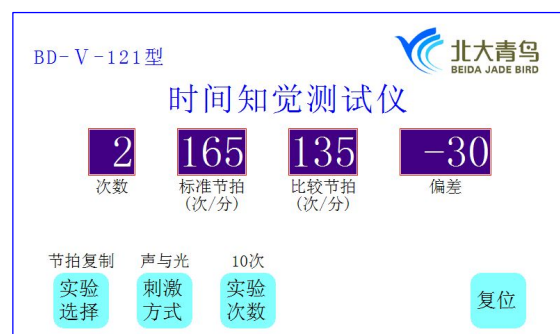 BD-Ⅴ-121型
北大青鸟
BEIDA JADE BIRD
时间知觉测试仪
2 165 135 -30
次数 标准节拍 比较节拍 偏差
(次/分) (次/分)
节拍复制 声与光 10次
实验 刺激 实验 复位
选择 方式 次数